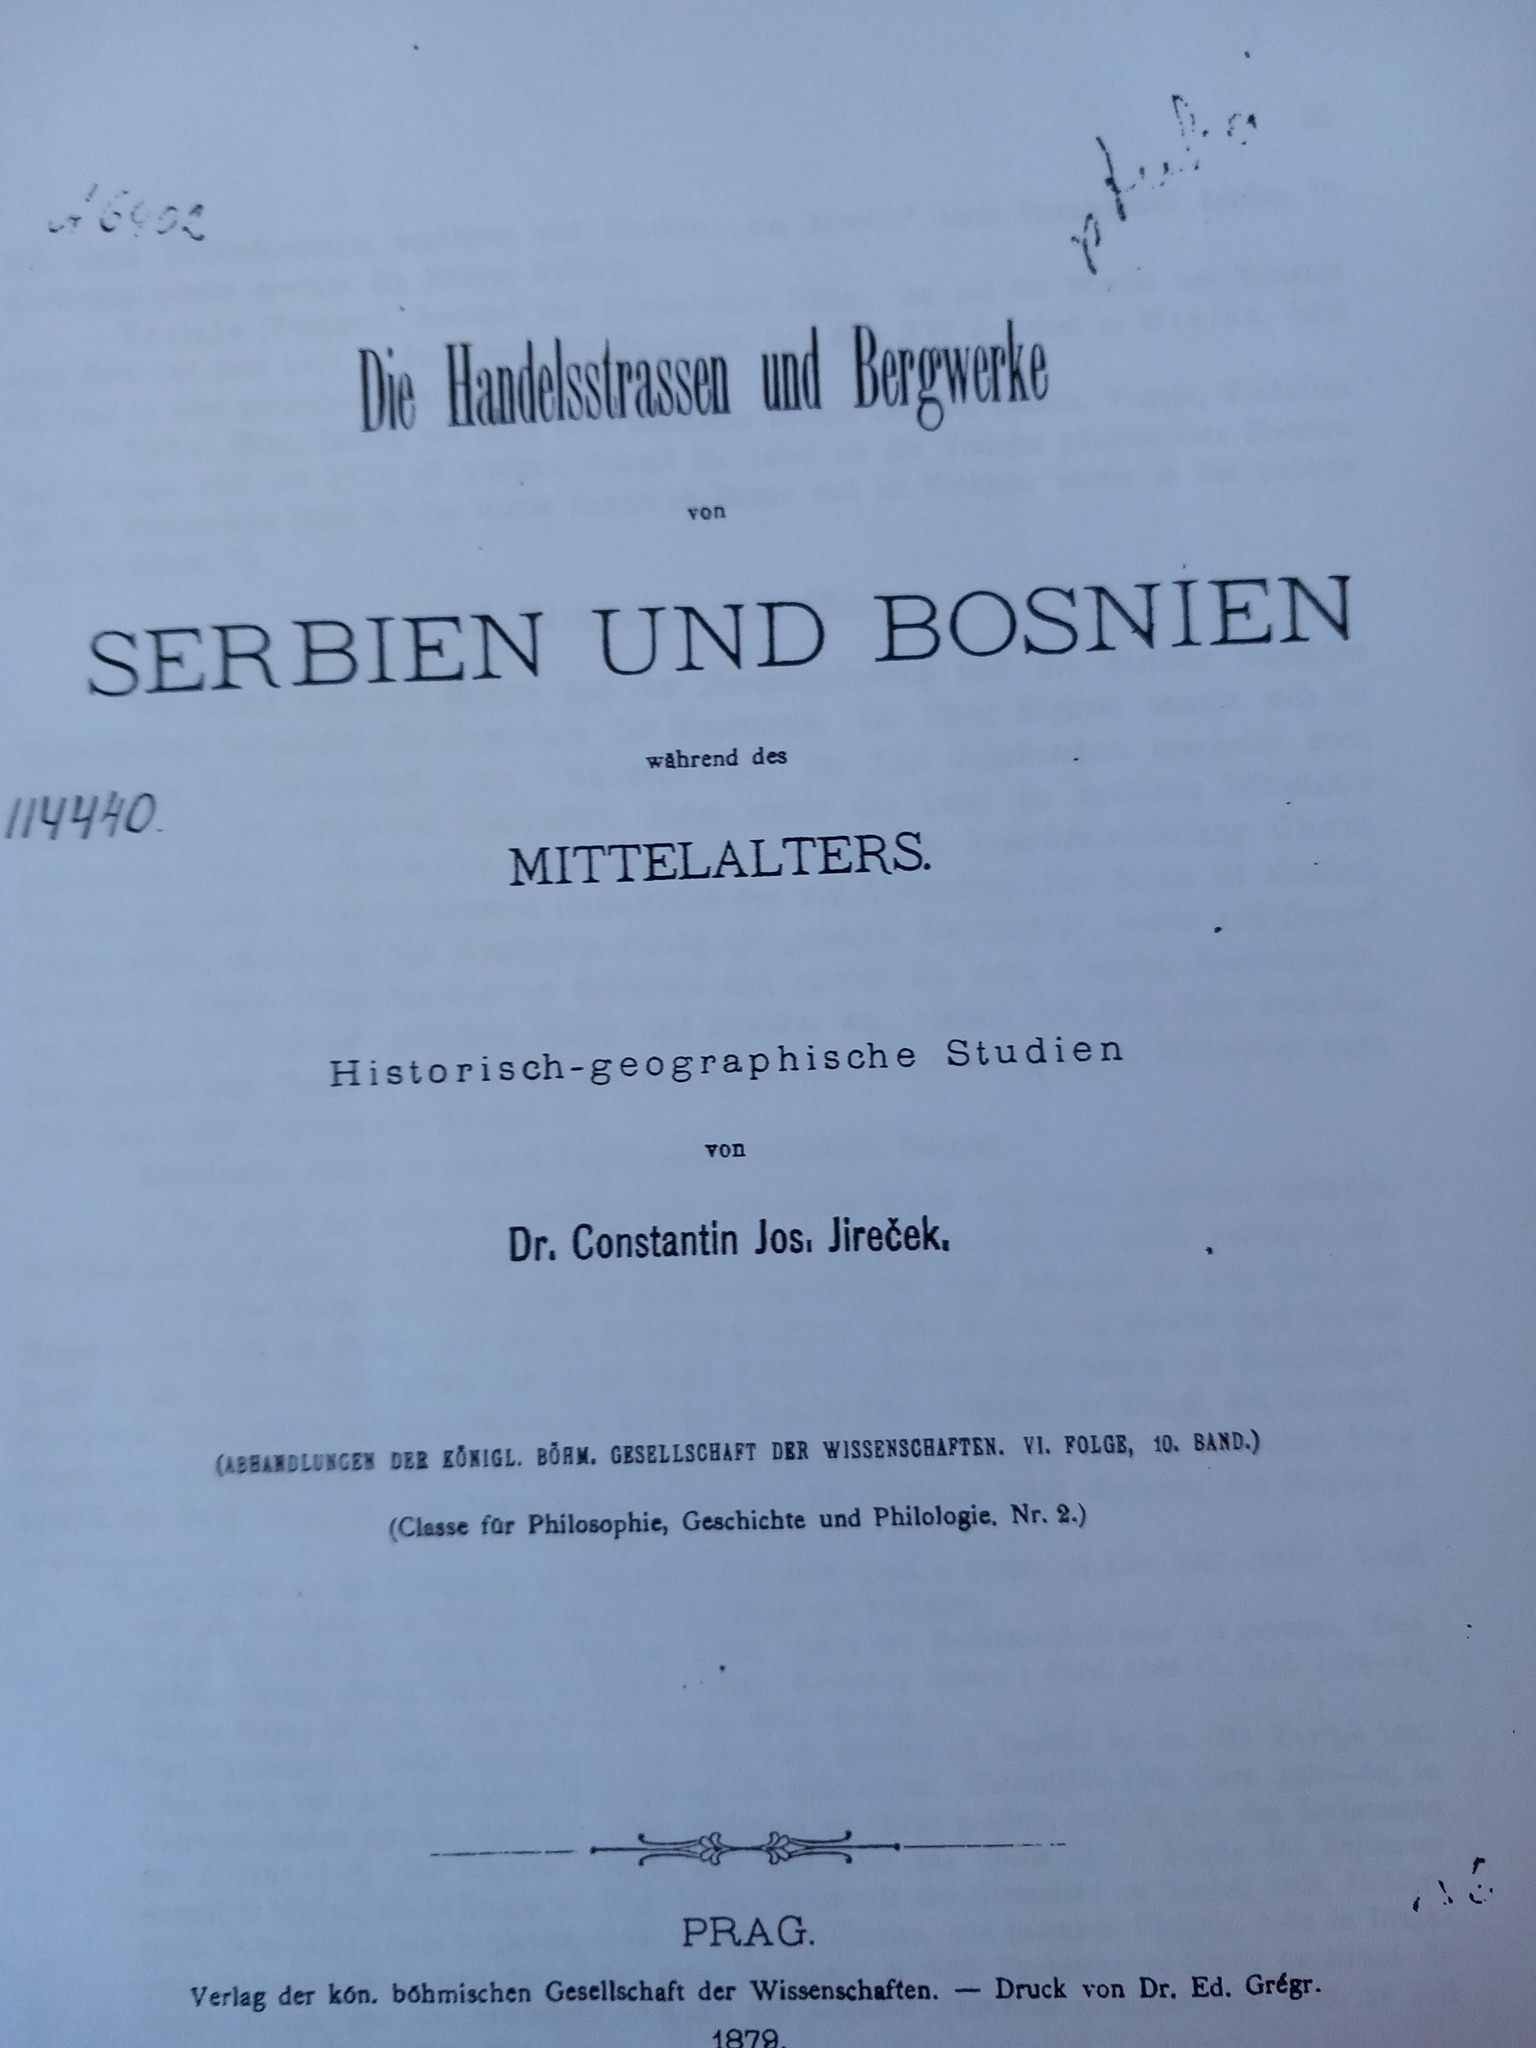 6402
Die Handelsstrassen und Bergwerke
von
SERBIEN UND BOSNIEN
während des
114440.
MITTELALTERS.
Historisch-geographische Studien
von
Dr. Constantin Jos. Jireček.
(ABHANDLUNGEN DER KÖNIGL. BÖHM. GESELLSCHAFT DER WISSENSCHAFTEN. VI. FOLGE, 10. BAND.)
(Classe für Philosophie, Geschichte und Philologie. Nr. 2.)
PRAG.
Verlag der kön. böhmischen Gesellschaft der Wissenschaften. — Druck von Dr. Ed. Grégr.
1879.